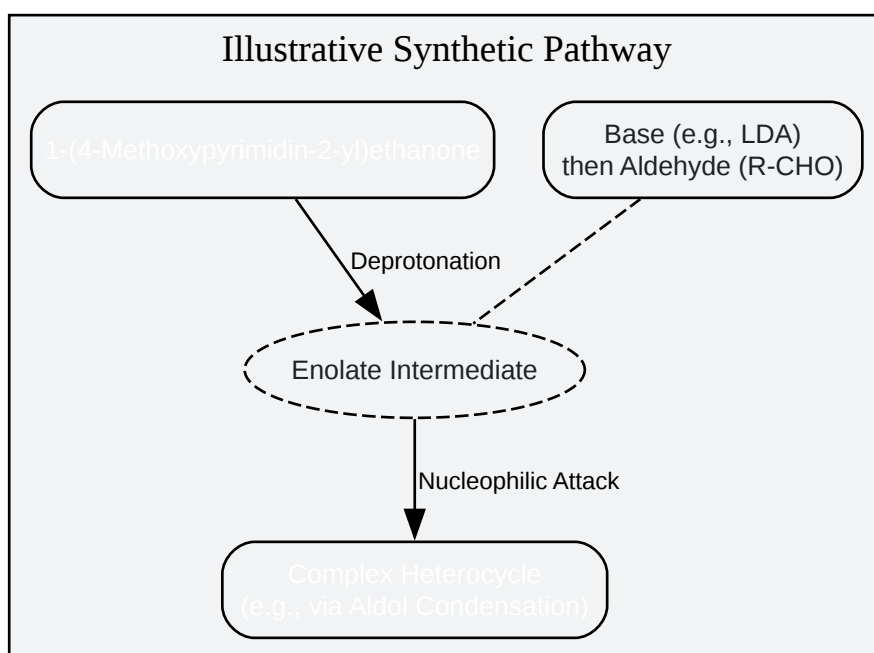 Illustrative Synthetic Pathway
1-(4-Methoxypyrimidin-2-yl)ethanone
Base (e.g., LDA)
then Aldehyde (R-CHO)
Deprotonation
Enolate Intermediate
Nucleophilic Attack
Complex Heterocycle
(e.g., via Aldol Condensation)